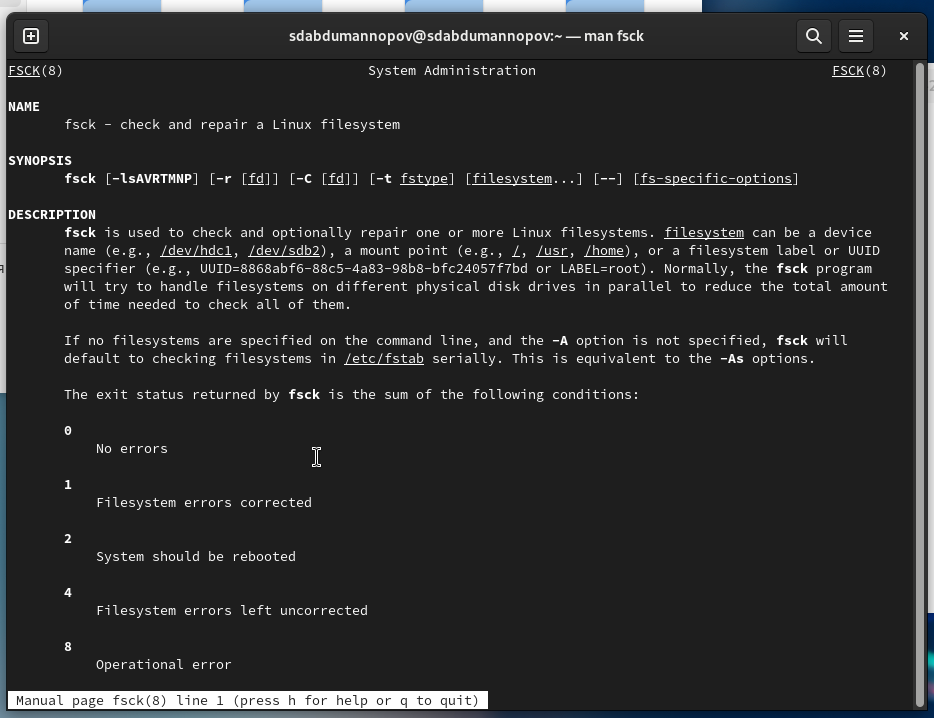 sdabdumannopov@sdabdumannopov:~ — man fsck
FSCK(8) System Administration FSCK(8)
NAME
fsck - check and repair a Linux filesystem
SYNOPSIS
fsck [-lsAVRTMNP] [-r [fd]] [-C [fd]] [-t fstype] [filesystem...] [--] [fs-specific-options]
DESCRIPTION
fsck is used to check and optionally repair one or more Linux filesystems. filesystem can be a device
name (e.g., /dev/hdc1, /dev/sdb2), a mount point (e.g., /, /usr, /home), or a filesystem label or UUID
specifier (e.g., UUID=8868abf6-88c5-4a83-98b8-bfc24057f7bd or LABEL=root). Normally, the fsck program
will try to handle filesystems on different physical disk drives in parallel to reduce the total amount
of time needed to check all of them.
If no filesystems are specified on the command line, and the -A option is not specified, fsck will
default to checking filesystems in /etc/fstab serially. This is equivalent to the -As options.
The exit status returned by fsck is the sum of the following conditions:
0
No errors
1
Filesystem errors corrected
2
System should be rebooted
4
Filesystem errors left uncorrected
8
Operational error
Manual page fsck(8) line 1 (press h for help or q to quit)